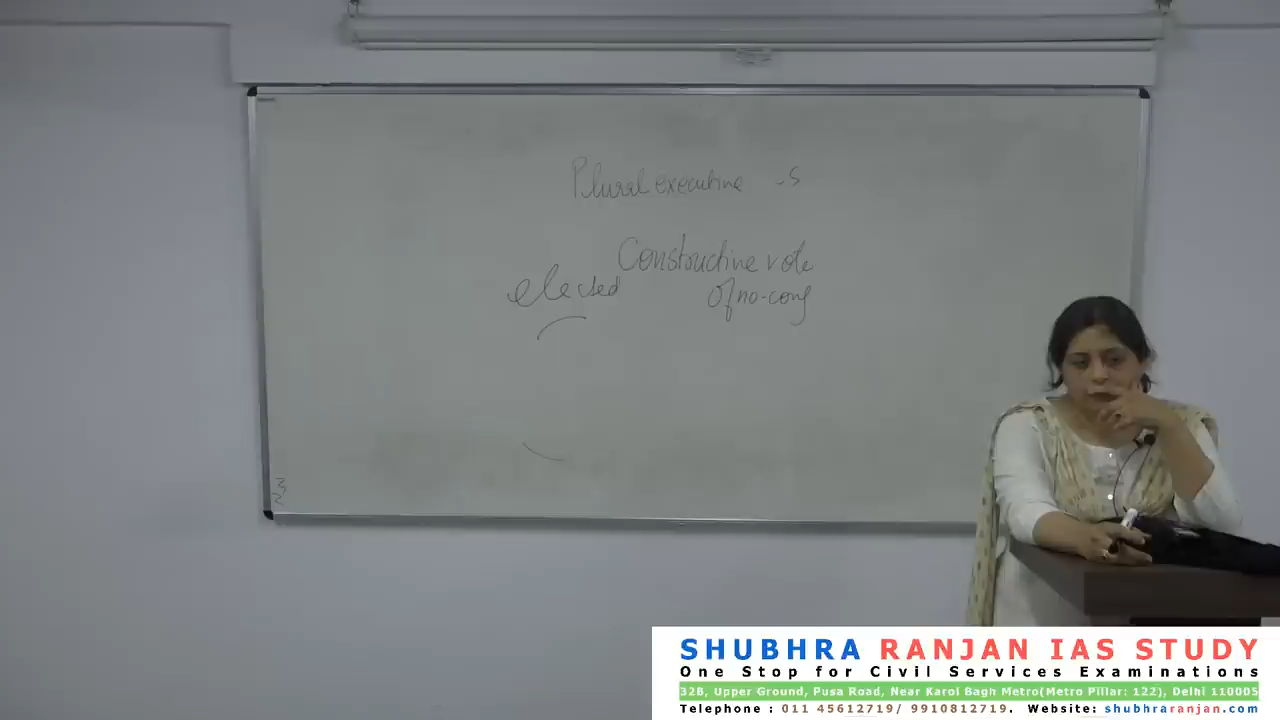 Plural executive - S
Constructive vote
elected of no-conf
SHUBHRA RANJAN IAS STUDY
One Stop for Civil Services Examinations
32B, Upper Ground, Pusa Road, Near Karol Bagh Metro(Metro Pillar: 122), Delhi 110005
Telephone : 011 45612719/ 9910812719. Website: shubhraranjan.com